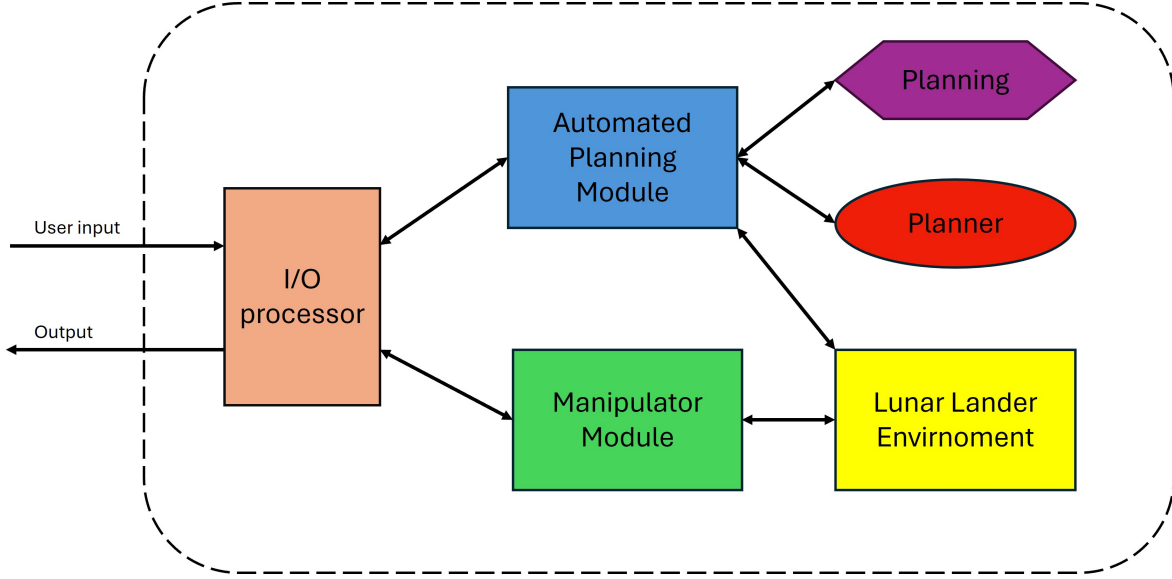 User input
Output
I/O
processor
Automated
Planning
Module
Planning
Planner
Manipulator
Module
Lunar Lander
Envirnoment